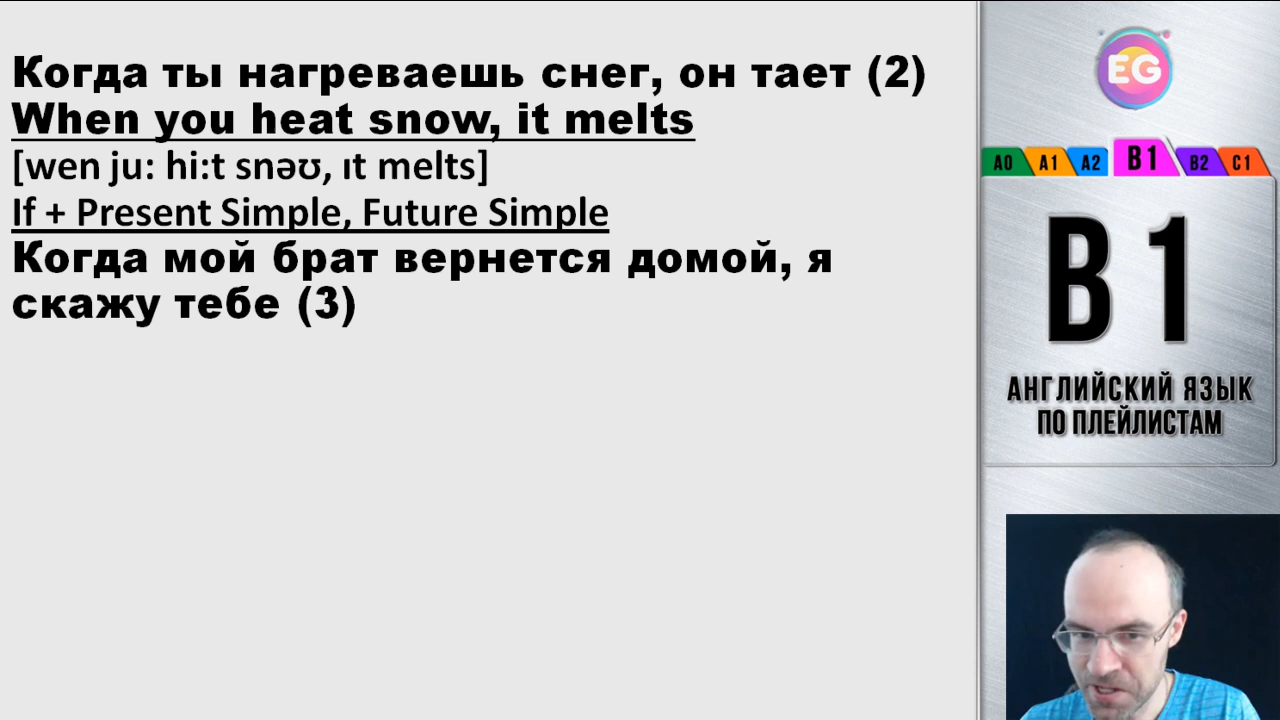 Когда ты нагреваешь снег, он тает (2)
When you heat snow, it melts
[wen ju: hi:t snəʊ, ıt melts]
If + Present Simple, Future Simple
Когда мой брат вернется домой, я
скажу тебе (3)
EG
A0 A1 A2 B1 B2 C1
B 1
АНГЛИЙСКИЙ ЯЗЫК
ПО ПЛЕЙЛИСТАМ